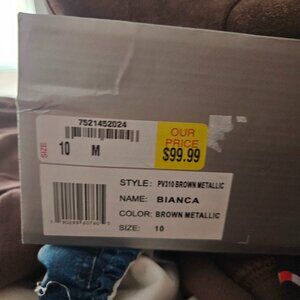 7521452024
SIZE
10 M
OUR
PRICE
$99.99
STYLE: PV310 BROWN METALLIC
NAME: BIANCA
COLOR: BROWN METALLIC
SIZE: 10